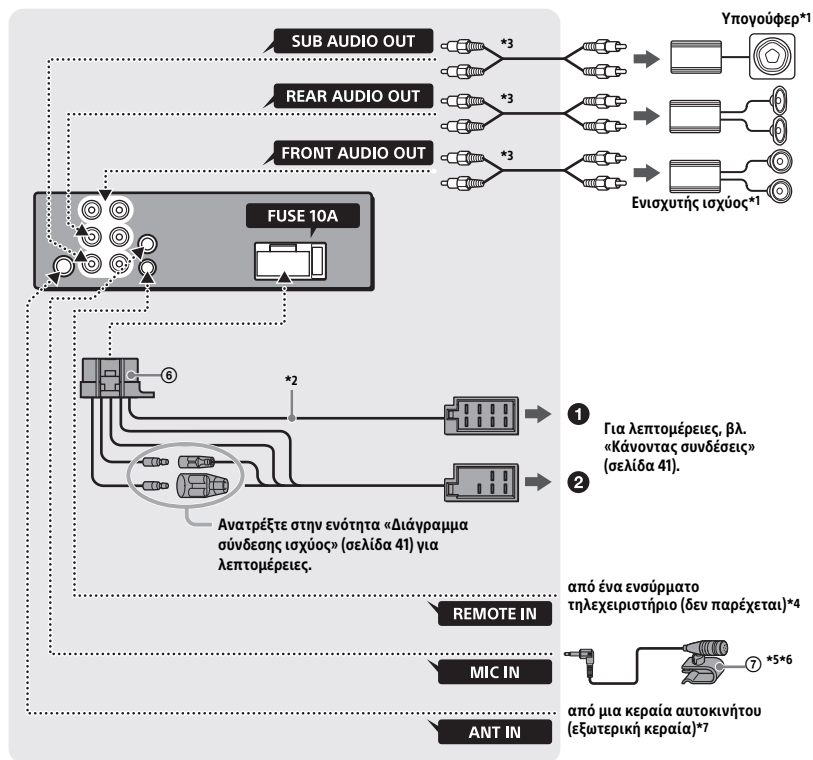 Υπογούφερ*1
SUB AUDIO OUT
*3
REAR AUDIO OUT
*3
FRONT AUDIO OUT
*3
Ενισχυτής ισχύος*1
FUSE 10A
⑥
*2
❶
Για λεπτομέρειες, βλ.
«Κάνοντας συνδέσεις»
(σελίδα 41).
❷
Ανατρέξτε στην ενότητα «Διάγραμμα
σύνδεσης ισχύος» (σελίδα 41) για
λεπτομέρειες.
από ένα ενσύρματο
τηλεχειριστήριο (δεν παρέχεται)*4
REMOTE IN
⑦ *5*6
MIC IN
από μια κεραία αυτοκινήτου
(εξωτερική κεραία)*7
ANT IN